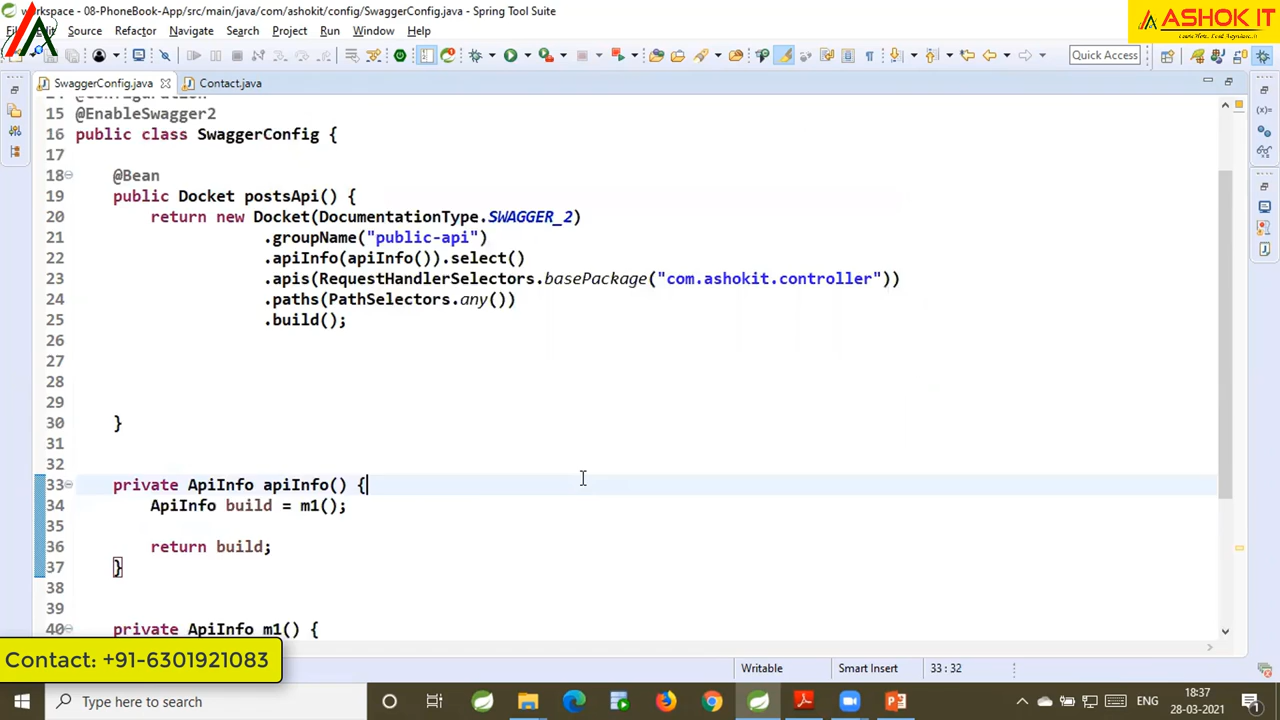 workspace - 08-PhoneBook-App/src/main/java/com/ashokit/config/SwaggerConfig.java - Spring Tool Suite
ASHOK IT
Source Refactor Navigate Search Project Run Window Help
Quick Access
SwaggerConfig.java Contact.java
15 @EnableSwagger2
16 public class SwaggerConfig {
17
18 @Bean
19 public Docket postsApi() {
20 return new Docket(DocumentationType.SWAGGER_2)
21 .groupName("public-api")
22 .apiInfo(apiInfo()).select()
23 .apis(RequestHandlerSelectors.basePackage("com.ashokit.controller"))
24 .paths(PathSelectors.any())
25 .build();
26
27
28
29
30 }
31
32
33 private ApiInfo apiInfo() {
34 ApiInfo build = m1();
35
36 return build;
37 }
38
39
40 private ApiInfo m1() {
Contact: +91-6301921083
Writable Smart Insert 33 : 32
Type here to search
ENG
18:37
28-03-2021
1